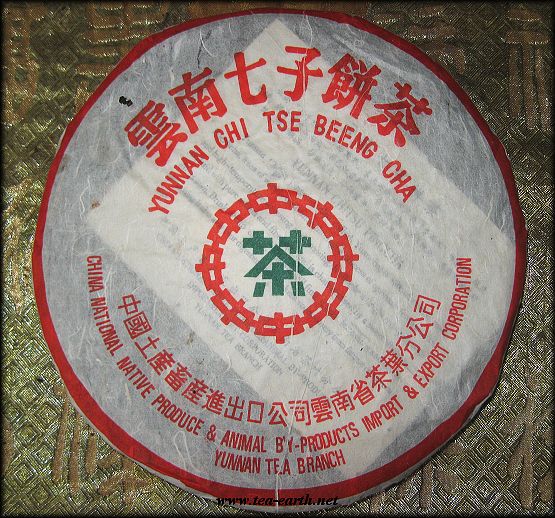 雲南七子餅茶
YUNNAN CHI TSE BEENG CHA
茶
中國土産畜産進出口公司雲南省茶葉分公司
CHINA NATIONAL NATIVE PRODUCE & ANIMAL BY-PRODUCTS IMPORT & EXPORT CORPORATION
YUNNAN TEA BRANCH
www.tea-earth.net